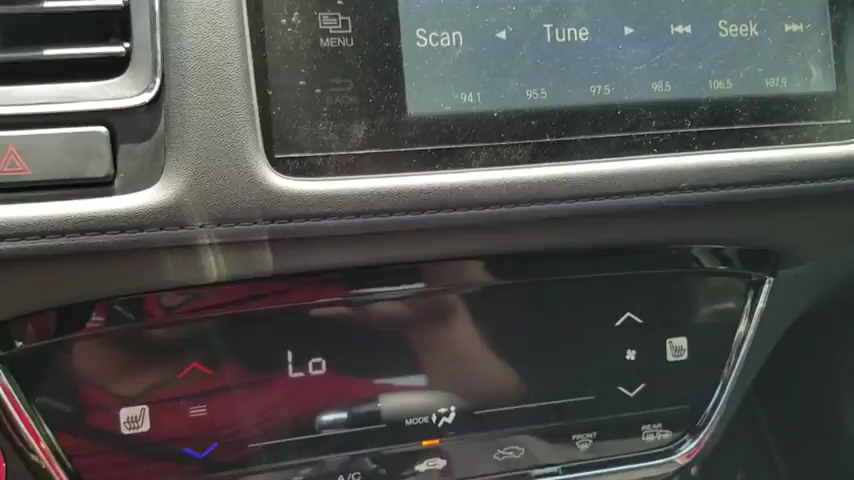 MENU
Scan Tune Seek
BACK
94.1 95.5 97.5 98.5 106.5 107.9
Lo
MODE
FRONT
REAR
A/C